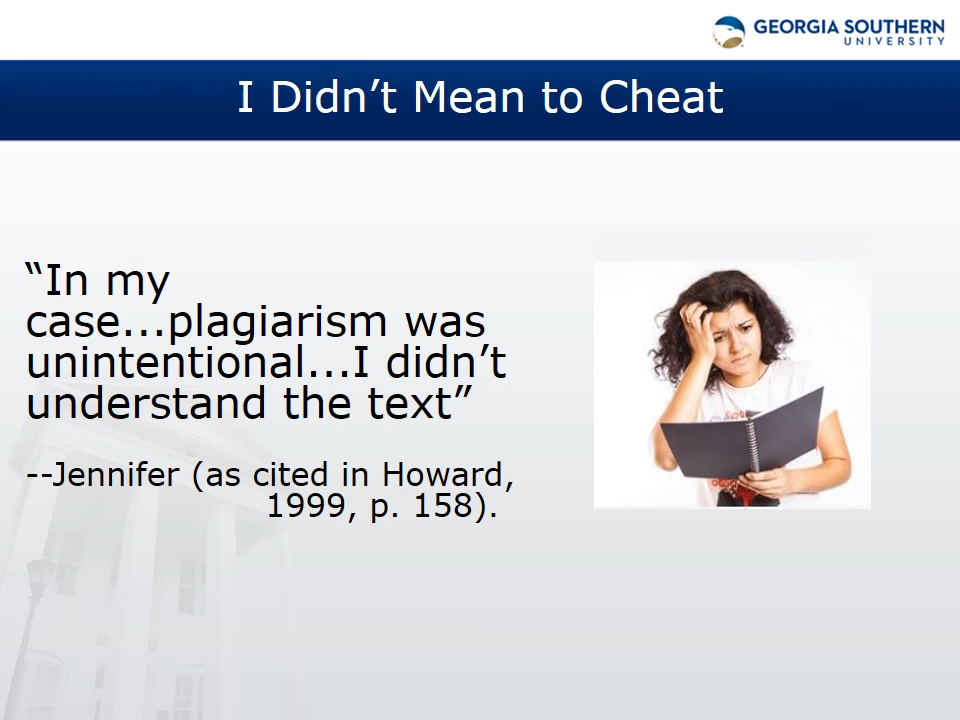 GEORGIA SOUTHERN
UNIVERSITY
I Didn’t Mean to Cheat
“In my
case...plagiarism was
unintentional...I didn’t
understand the text”
--Jennifer (as cited in Howard,
1999, p. 158).